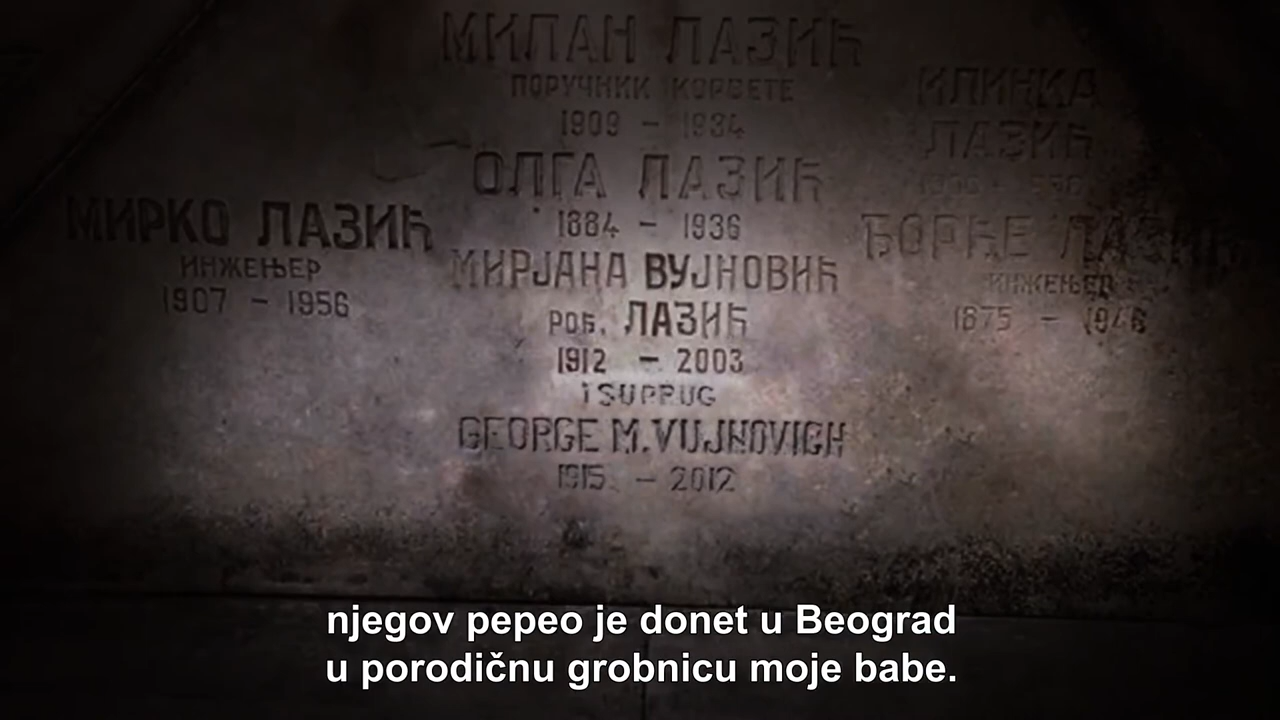 МИЛАН ЛАЗИЋ
ПОРУЧНИК КОРВЕТЕ
1909 – 1934
ОЛГА ЛАЗИЋ
1884 – 1936
МИРЈАНА ВУЈНОВИЋ
РОЂ. ЛАЗИЋ
1912 – 2003
I SUPRUG
GEORGE M. VUJNOVICH
1915. – 2012
МИРКО ЛАЗИЋ
ИНЖЕЊЕР
1907 – 1956
ИЛИНКА
ЛАЗИЋ
ЂОРЂЕ ЛАЗИЋ
ИНЖЕЊЕР
1875 – 1946
njegov pepeo je donet u Beograd
u porodičnu grobnicu moje babe.